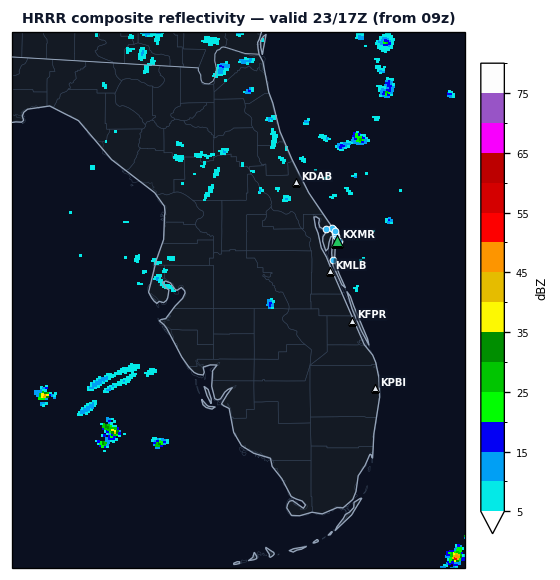 HRRR composite reflectivity — valid 23/17Z (from 09z)
75
65
55
45
35
25
15
5
dBZ
KDAB
KXMR
KMLB
KFPR
KPBI